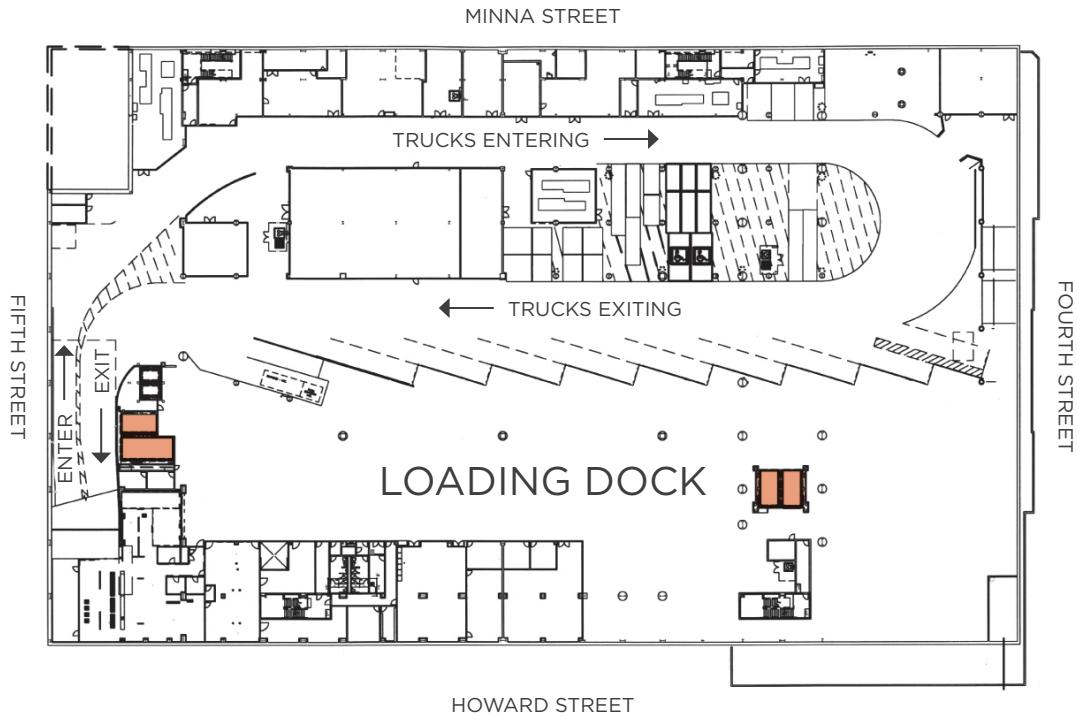 MINNA STREET
TRUCKS ENTERING
TRUCKS EXITING
FIFTH STREET
ENTER
EXIT
FOURTH STREET
LOADING DOCK
HOWARD STREET